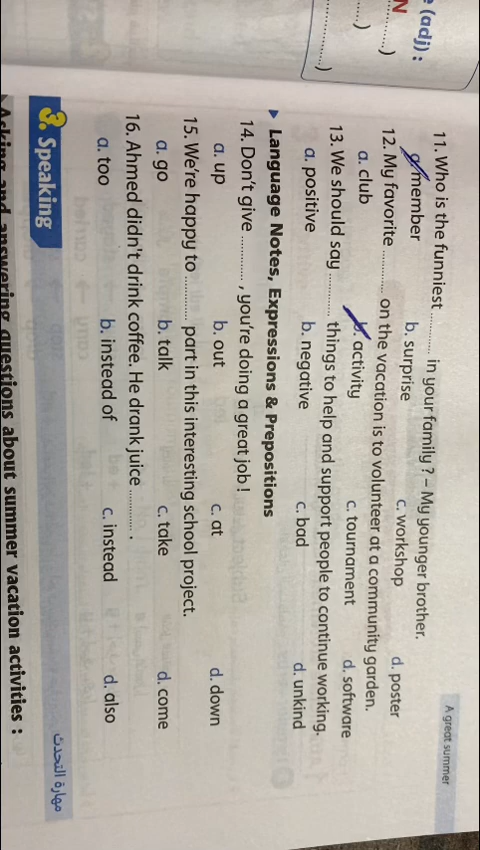 e (adj) :
N ..........)
..........)
..................)
A great summer
11. Who is the funniest .......... in your family ? – My younger brother.
a. member b. surprise c. workshop d. poster
12. My favorite .......... on the vacation is to volunteer at a community garden.
a. club b. activity c. tournament d. software
13. We should say .......... things to help and support people to continue working.
a. positive b. negative c. bad d. unkind
Language Notes, Expressions & Prepositions
14. Don't give .......... , you're doing a great job !
a. up b. out c. at d. down
15. We're happy to .......... part in this interesting school project.
a. go b. talk c. take d. come
16. Ahmed didn't drink coffee. He drank juice .......... .
a. too b. instead of c. instead d. also
3. Speaking مهارة التحدث
Asking and answering questions about summer vacation activities :